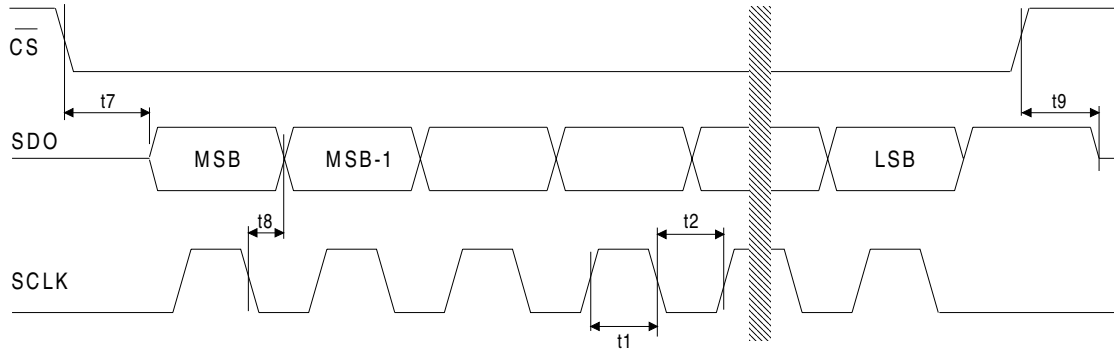 CS
t7
t9
SDO
MSB
MSB-1
LSB
t8
t2
SCLK
t1